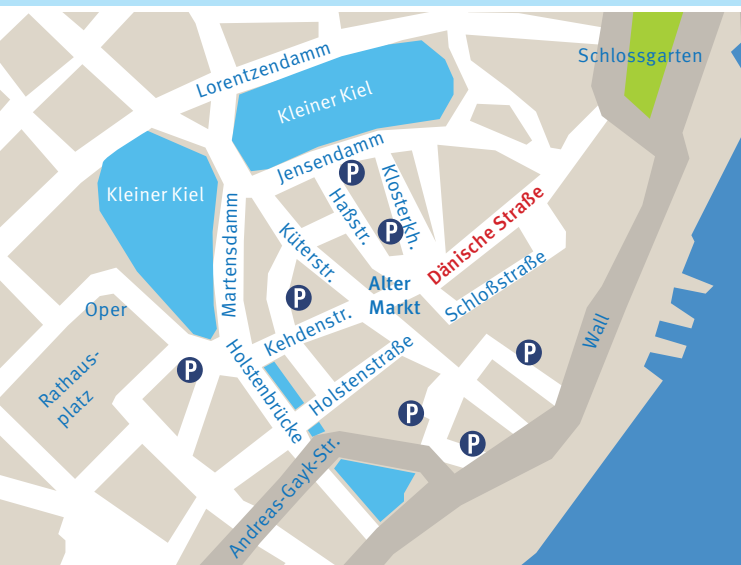 Schlossgarten
Lorentzendamm
Kleiner Kiel
Jensendamm
Kleiner Kiel
P
Klosterkh.
Haßstr.
Dänische Straße
Martensdamm
P
Küterstr.
Schloßstraße
Alter
Markt
P
Oper
Kehdenstr.
Wall
Holstenbrücke
Holstenstraße
P
P
Rathaus-
platz
P
P
Andreas-Gayk-Str.